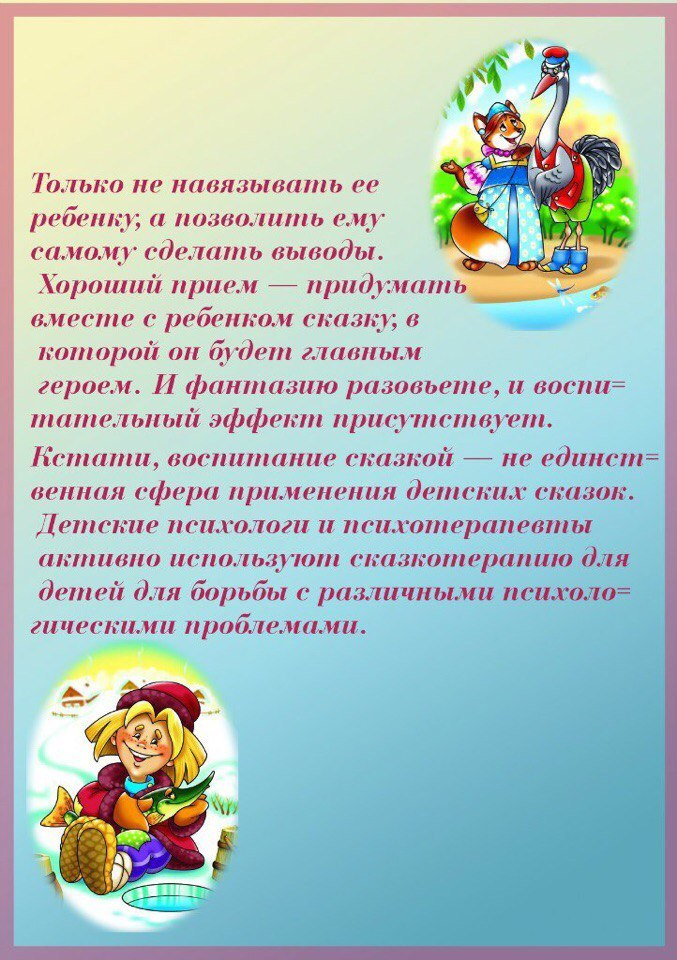 Только не навязывать ее
ребенку, а позволить ему
самому сделать выводы.
Хороший прием — придумать
вместе с ребенком сказку, в
которой он будет главным
героем. И фантазию разовьете, и воспи=
тательный эффект присутствует.
Кстати, воспитание сказкой — не единст=
венная сфера применения детских сказок.
Детские психологи и психотерапевты
активно используют сказкотерапию для
детей для борьбы с различными психоло=
гическими проблемами.